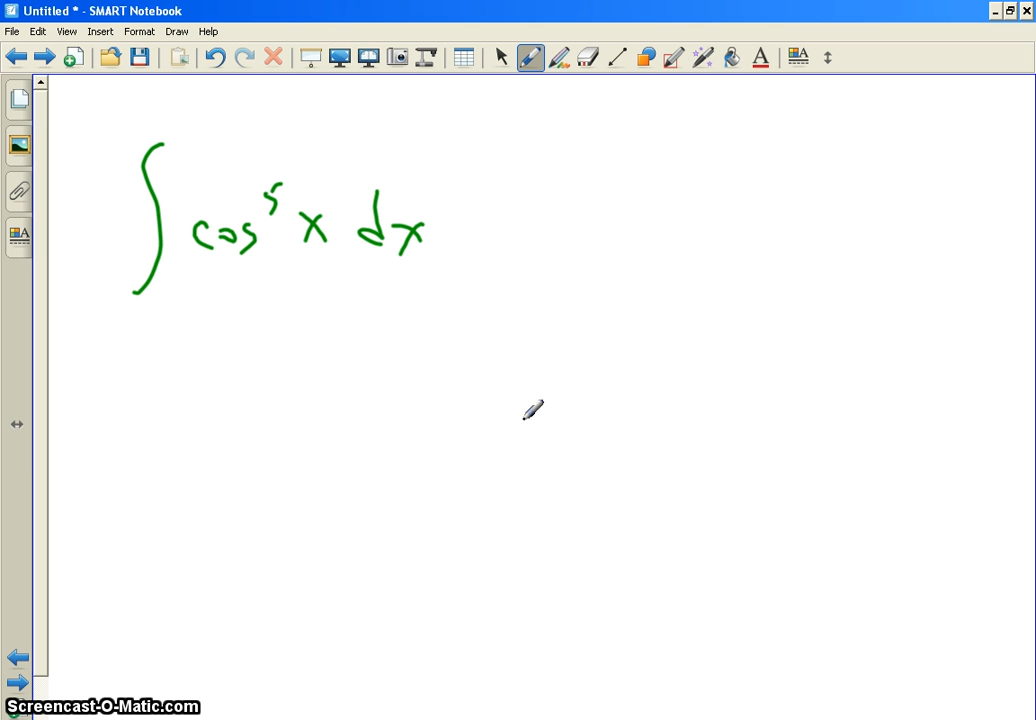 Untitled * - SMART Notebook
File Edit View Insert Format Draw Help
∫ cos⁵ x dx
Screencast-O-Matic.com